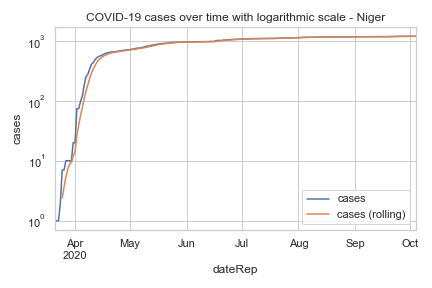 COVID-19 cases over time with logarithmic scale - Niger
cases
10³
10²
10¹
10⁰
cases
cases (rolling)
Apr May Jun Jul Aug Sep Oct
2020
dateRep